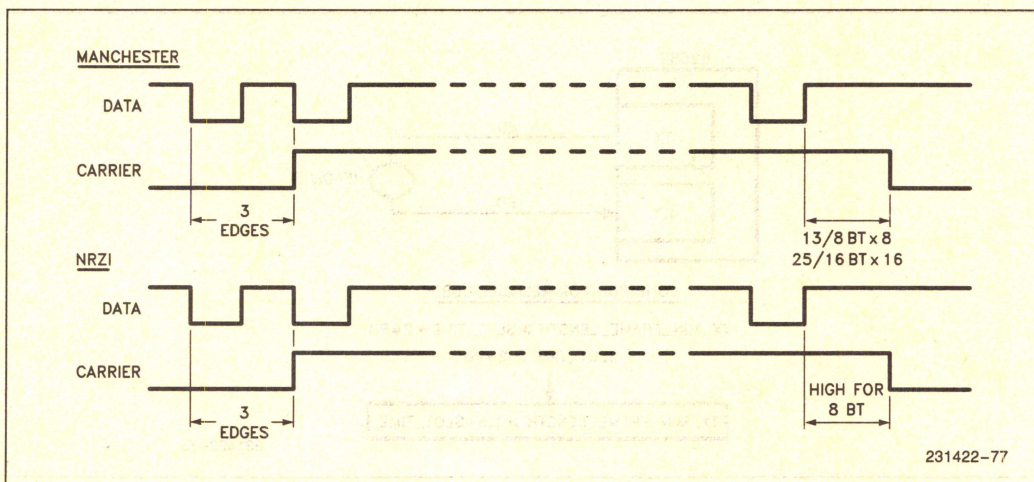 MANCHESTER
DATA
CARRIER
3
EDGES
13/8 BT x 8
25/16 BT x 16
NRZI
DATA
CARRIER
3
EDGES
HIGH FOR
8 BT
231422-77